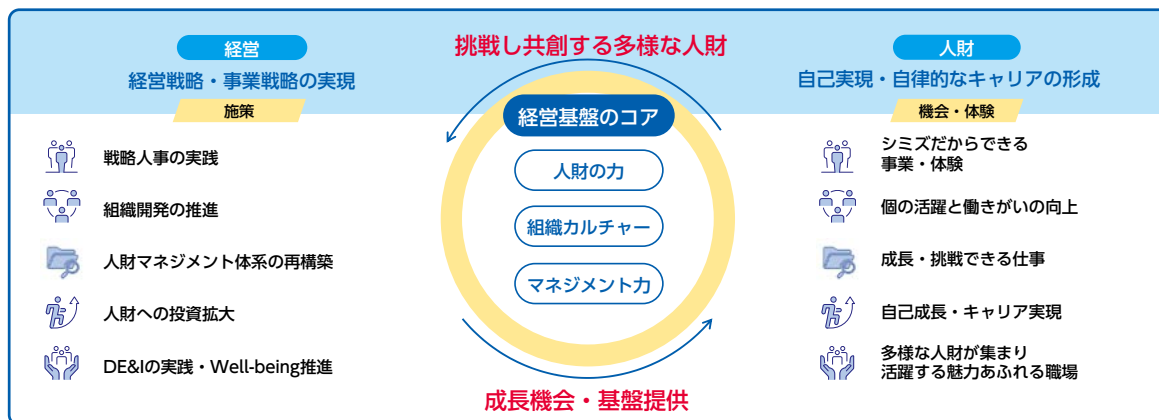 経営
経営戦略・事業戦略の実現
施策
戦略人事の実践
組織開発の推進
人財マネジメント体系の再構築
人財への投資拡大
DE&Iの実践・Well-being推進
挑戦し共創する多様な人財
経営基盤のコア
人財の力
組織カルチャー
マネジメント力
成長機会・基盤提供
人財
自己実現・自律的なキャリアの形成
機会・体験
シミズだからできる
事業・体験
個の活躍と働きがいの向上
成長・挑戦できる仕事
自己成長・キャリア実現
多様な人財が集まり
活躍する魅力あふれる職場